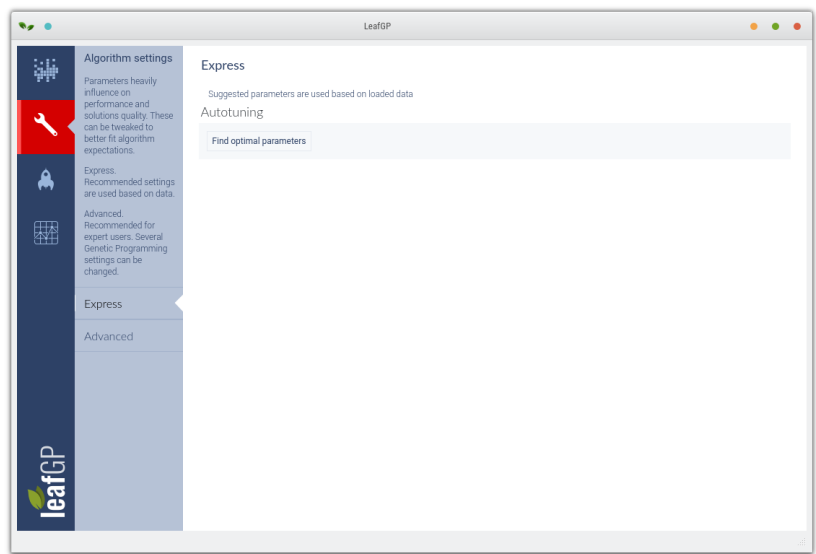 LeafGP
Algorithm settings
Parameters heavily
influence on
performance and
solutions quality. These
can be tweaked to
better fit algorithm
expectations.
Express.
Recommended settings
are used based on data.
Advanced.
Recommended for
expert users. Several
Genetic Programming
settings can be
changed.
Express
Advanced
Express
Suggested parameters are used based on loaded data
Autotuning
Find optimal parameters
leafGP